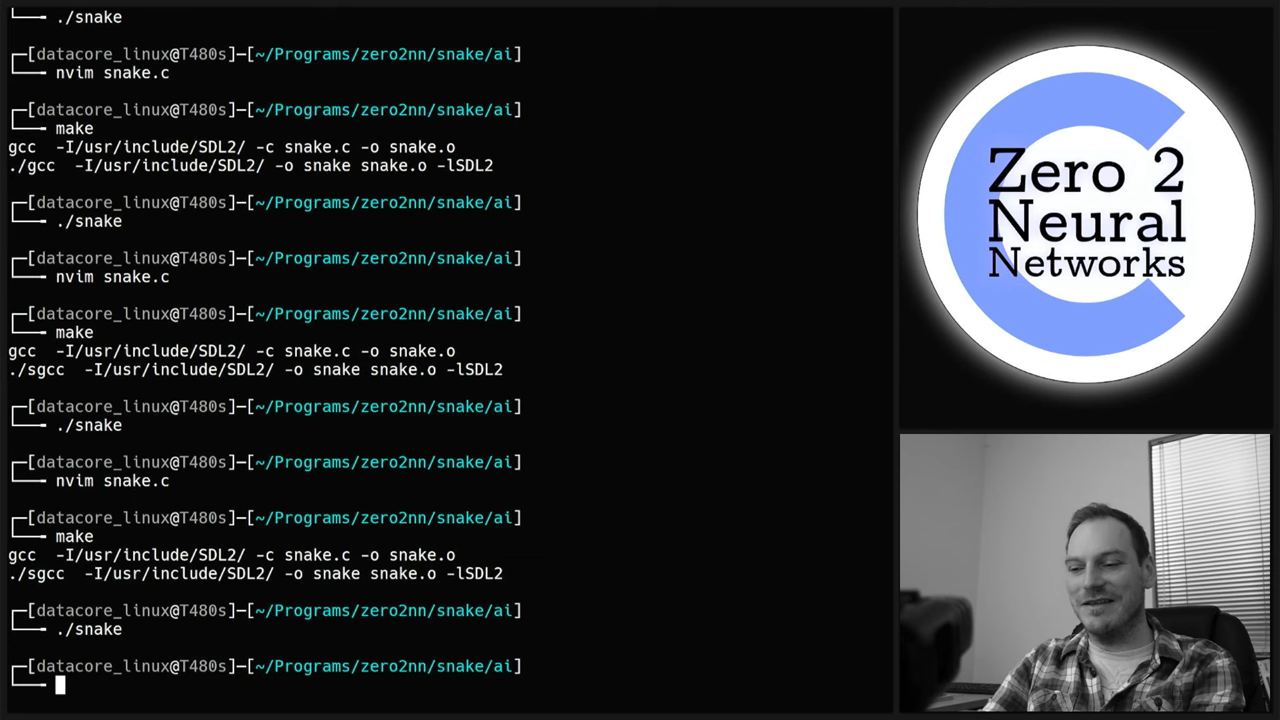 └── ./snake
┌─[datacore_linux@T480s]─[~/Programs/zero2nn/snake/ai]
└── nvim snake.c
┌─[datacore_linux@T480s]─[~/Programs/zero2nn/snake/ai]
└── make
gcc  -I/usr/include/SDL2/ -c snake.c -o snake.o
./gcc  -I/usr/include/SDL2/ -o snake snake.o -lSDL2
┌─[datacore_linux@T480s]─[~/Programs/zero2nn/snake/ai]
└── ./snake
┌─[datacore_linux@T480s]─[~/Programs/zero2nn/snake/ai]
└── nvim snake.c
┌─[datacore_linux@T480s]─[~/Programs/zero2nn/snake/ai]
└── make
gcc  -I/usr/include/SDL2/ -c snake.c -o snake.o
./sgcc  -I/usr/include/SDL2/ -o snake snake.o -lSDL2
┌─[datacore_linux@T480s]─[~/Programs/zero2nn/snake/ai]
└── ./snake
┌─[datacore_linux@T480s]─[~/Programs/zero2nn/snake/ai]
└── nvim snake.c
┌─[datacore_linux@T480s]─[~/Programs/zero2nn/snake/ai]
└── make
gcc  -I/usr/include/SDL2/ -c snake.c -o snake.o
./sgcc  -I/usr/include/SDL2/ -o snake snake.o -lSDL2
┌─[datacore_linux@T480s]─[~/Programs/zero2nn/snake/ai]
└── ./snake
┌─[datacore_linux@T480s]─[~/Programs/zero2nn/snake/ai]
└──
Zero 2
Neural
Networks